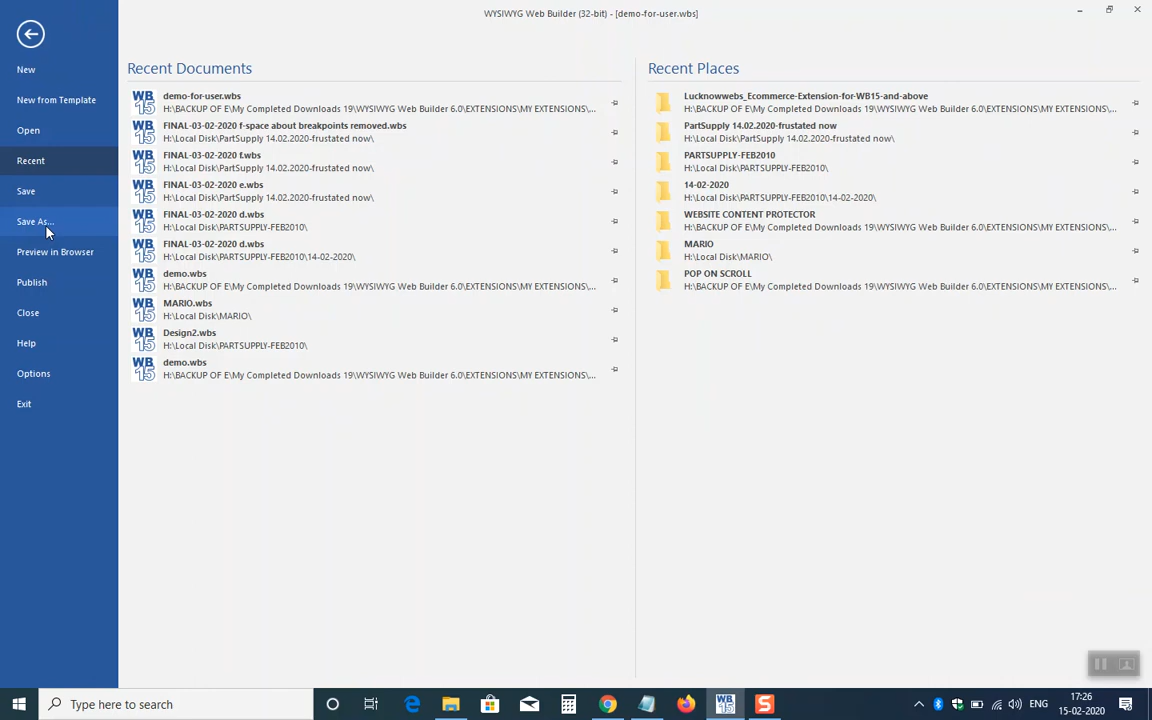 WYSIWYG Web Builder (32-bit) - [demo-for-user.wbs]
New
New from Template
Open
Recent
Save
Save As...
Preview in Browser
Publish
Close
Help
Options
Exit
Recent Documents
demo-for-user.wbs
H:\BACKUP OF E\My Completed Downloads 19\WYSIWYG Web Builder 6.0\EXTENSIONS\MY EXTENSIONS\...
FINAL-03-02-2020 f-space about breakpoints removed.wbs
H:\Local Disk\PartSupply 14.02.2020-frustated now\
FINAL-03-02-2020 f.wbs
H:\Local Disk\PartSupply 14.02.2020-frustated now\
FINAL-03-02-2020 e.wbs
H:\Local Disk\PartSupply 14.02.2020-frustated now\
FINAL-03-02-2020 d.wbs
H:\Local Disk\PARTSUPPLY-FEB2010\
FINAL-03-02-2020 d.wbs
H:\Local Disk\PARTSUPPLY-FEB2010\14-02-2020\
demo.wbs
H:\BACKUP OF E\My Completed Downloads 19\WYSIWYG Web Builder 6.0\EXTENSIONS\MY EXTENSIONS\...
MARIO.wbs
H:\Local Disk\MARIO\
Design2.wbs
H:\Local Disk\PARTSUPPLY-FEB2010\
demo.wbs
H:\BACKUP OF E\My Completed Downloads 19\WYSIWYG Web Builder 6.0\EXTENSIONS\MY EXTENSIONS\...
Recent Places
Lucknowwebs_Ecommerce-Extension-for-WB15-and-above
H:\BACKUP OF E\My Completed Downloads 19\WYSIWYG Web Builder 6.0\EXTENSIONS\MY EXTENSIONS\...
PartSupply 14.02.2020-frustated now
H:\Local Disk\PartSupply 14.02.2020-frustated now\
PARTSUPPLY-FEB2010
H:\Local Disk\PARTSUPPLY-FEB2010\
14-02-2020
H:\Local Disk\PARTSUPPLY-FEB2010\14-02-2020\
WEBSITE CONTENT PROTECTOR
H:\BACKUP OF E\My Completed Downloads 19\WYSIWYG Web Builder 6.0\EXTENSIONS\MY EXTENSIONS\...
MARIO
H:\Local Disk\MARIO\
POP ON SCROLL
H:\BACKUP OF E\My Completed Downloads 19\WYSIWYG Web Builder 6.0\EXTENSIONS\MY EXTENSIONS\...
Type here to search
WB
15
S
ENG
17:26
15-02-2020